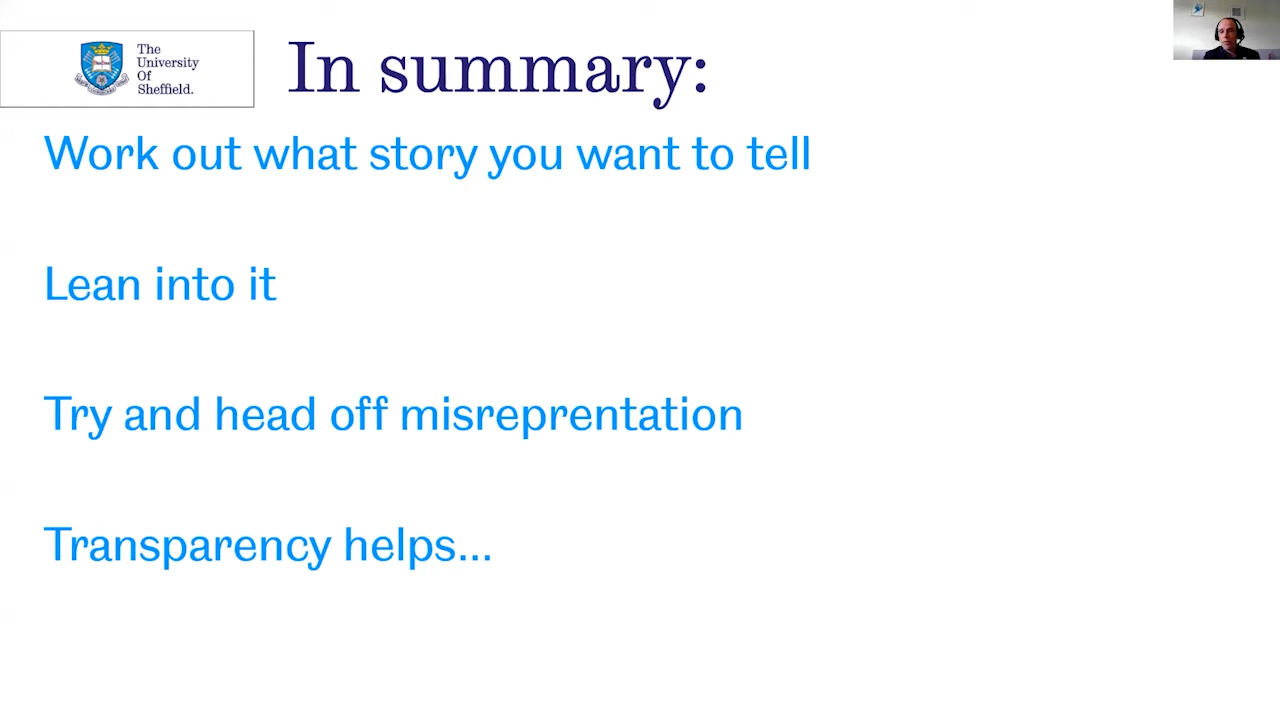 The
University
Of
Sheffield.
In summary:
Work out what story you want to tell
Lean into it
Try and head off misreprentation
Transparency helps...